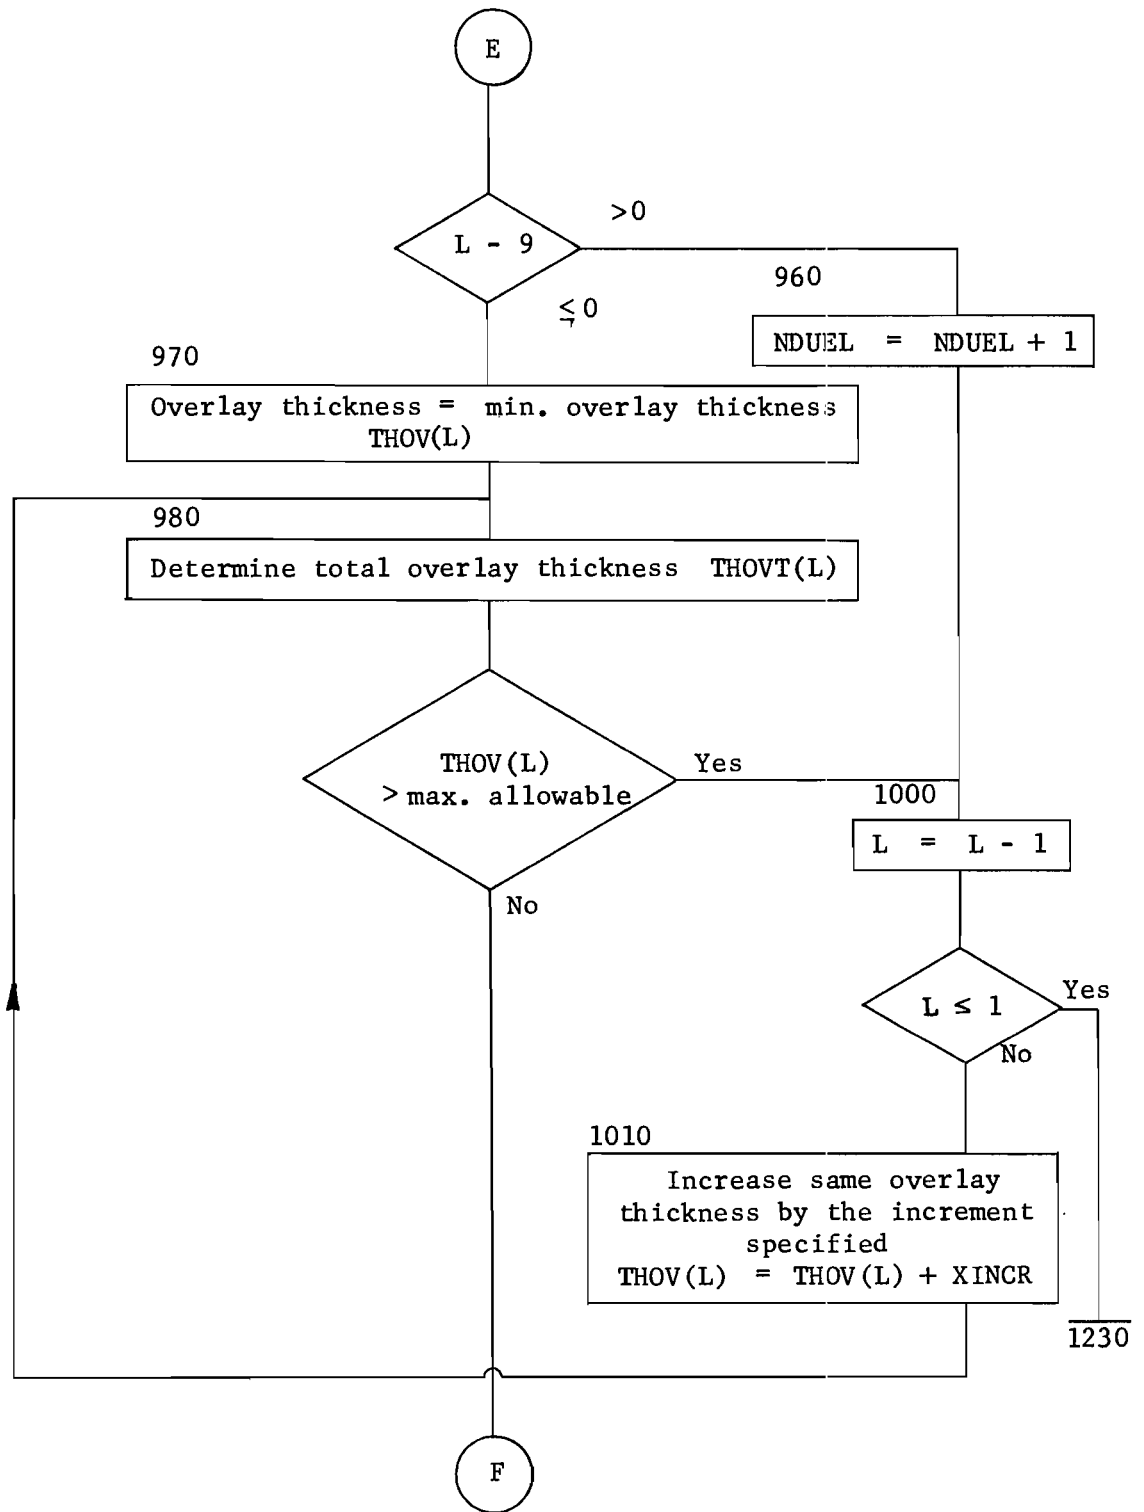 E
L - 9
>0
≤ 0
960
NDUEL = NDUEL + 1
970
Overlay thickness = min. overlay thickness
THOV(L)
980
Determine total overlay thickness THOVT(L)
THOV(L)
> max. allowable
Yes
No
1000
L = L - 1
L ≤ 1
Yes
No
1010
Increase same overlay
thickness by the increment
specified
THOV(L) = THOV(L) + XINCR
1230
F